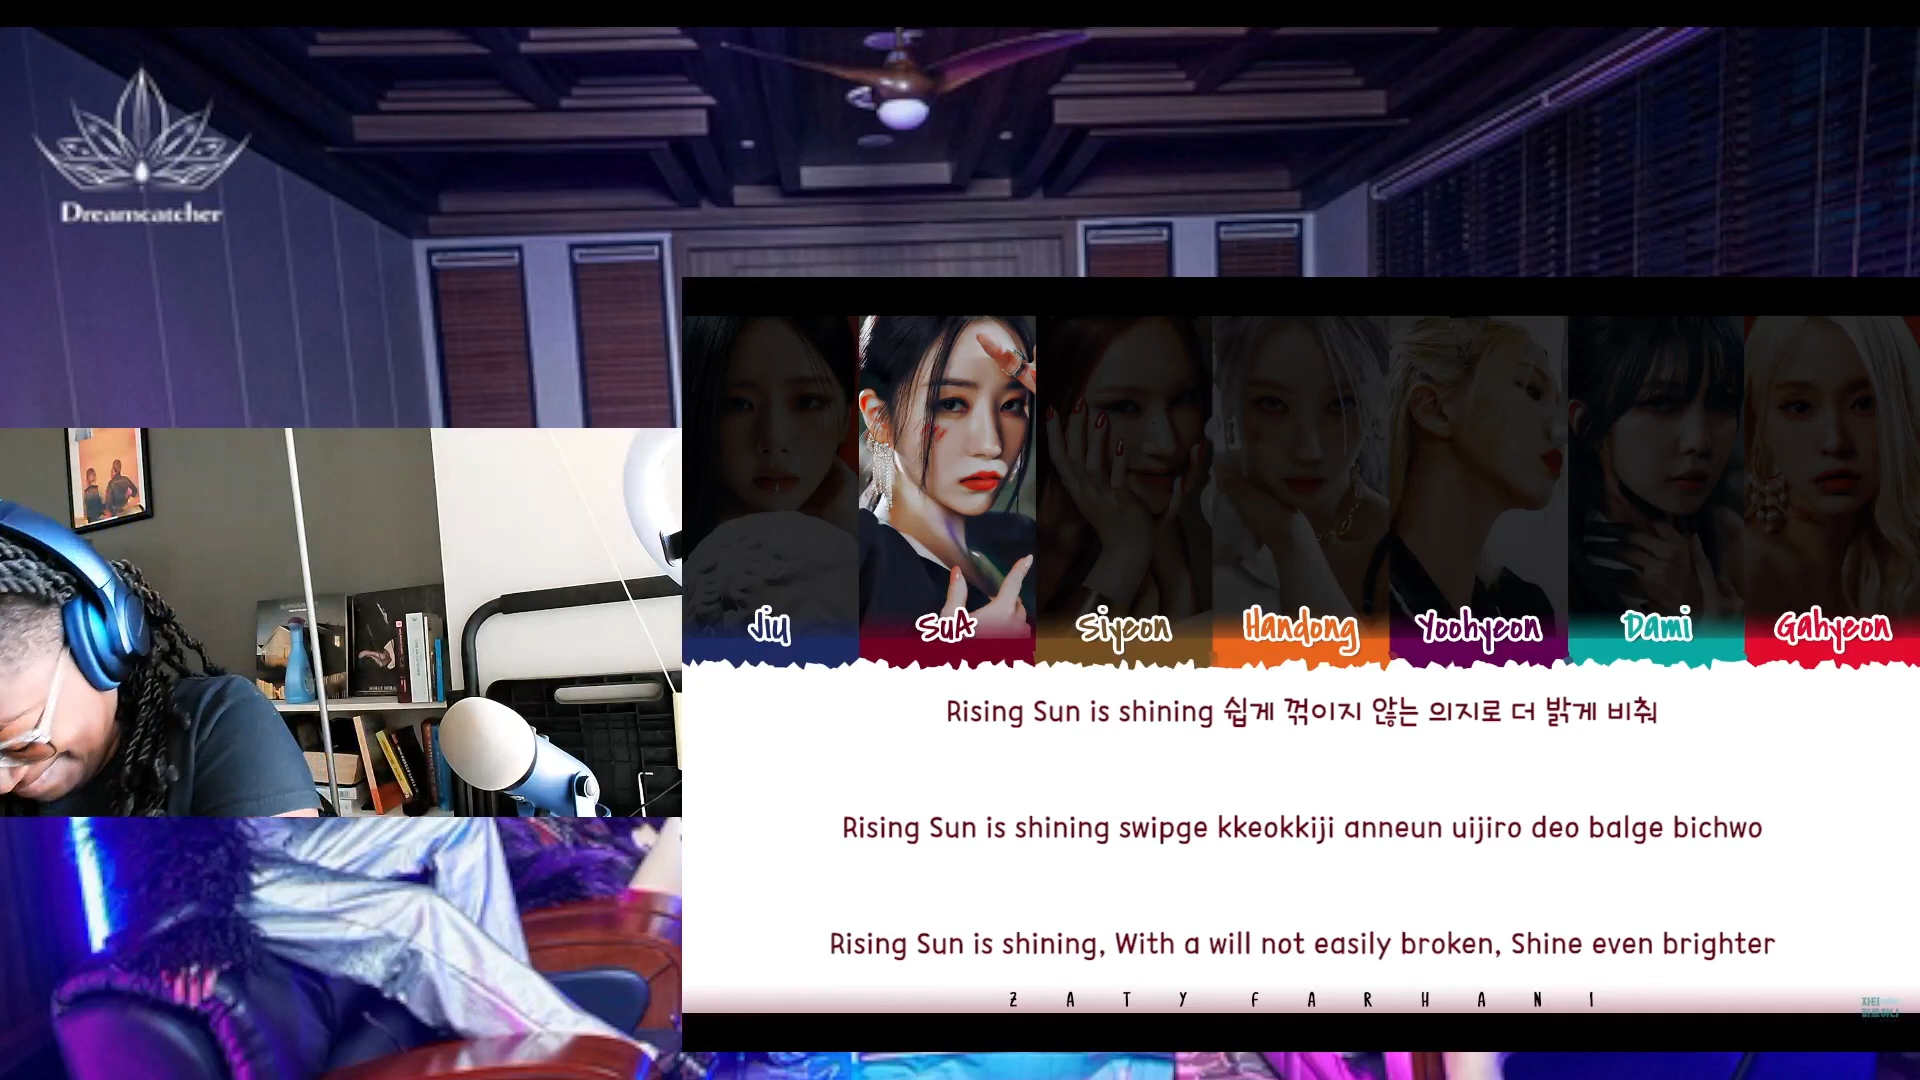 Dreamcatcher
Jiu
SuA
Siyeon
Handong
Yoohyeon
Dami
Gahyeon
Rising Sun is shining 쉽게 꺾이지 않는 의지로 더 밝게 비춰
Rising Sun is shining swipge kkeokkiji anneun uijiro deo balge bichwo
Rising Sun is shining, With a will not easily broken, Shine even brighter
ZATY FARHANI